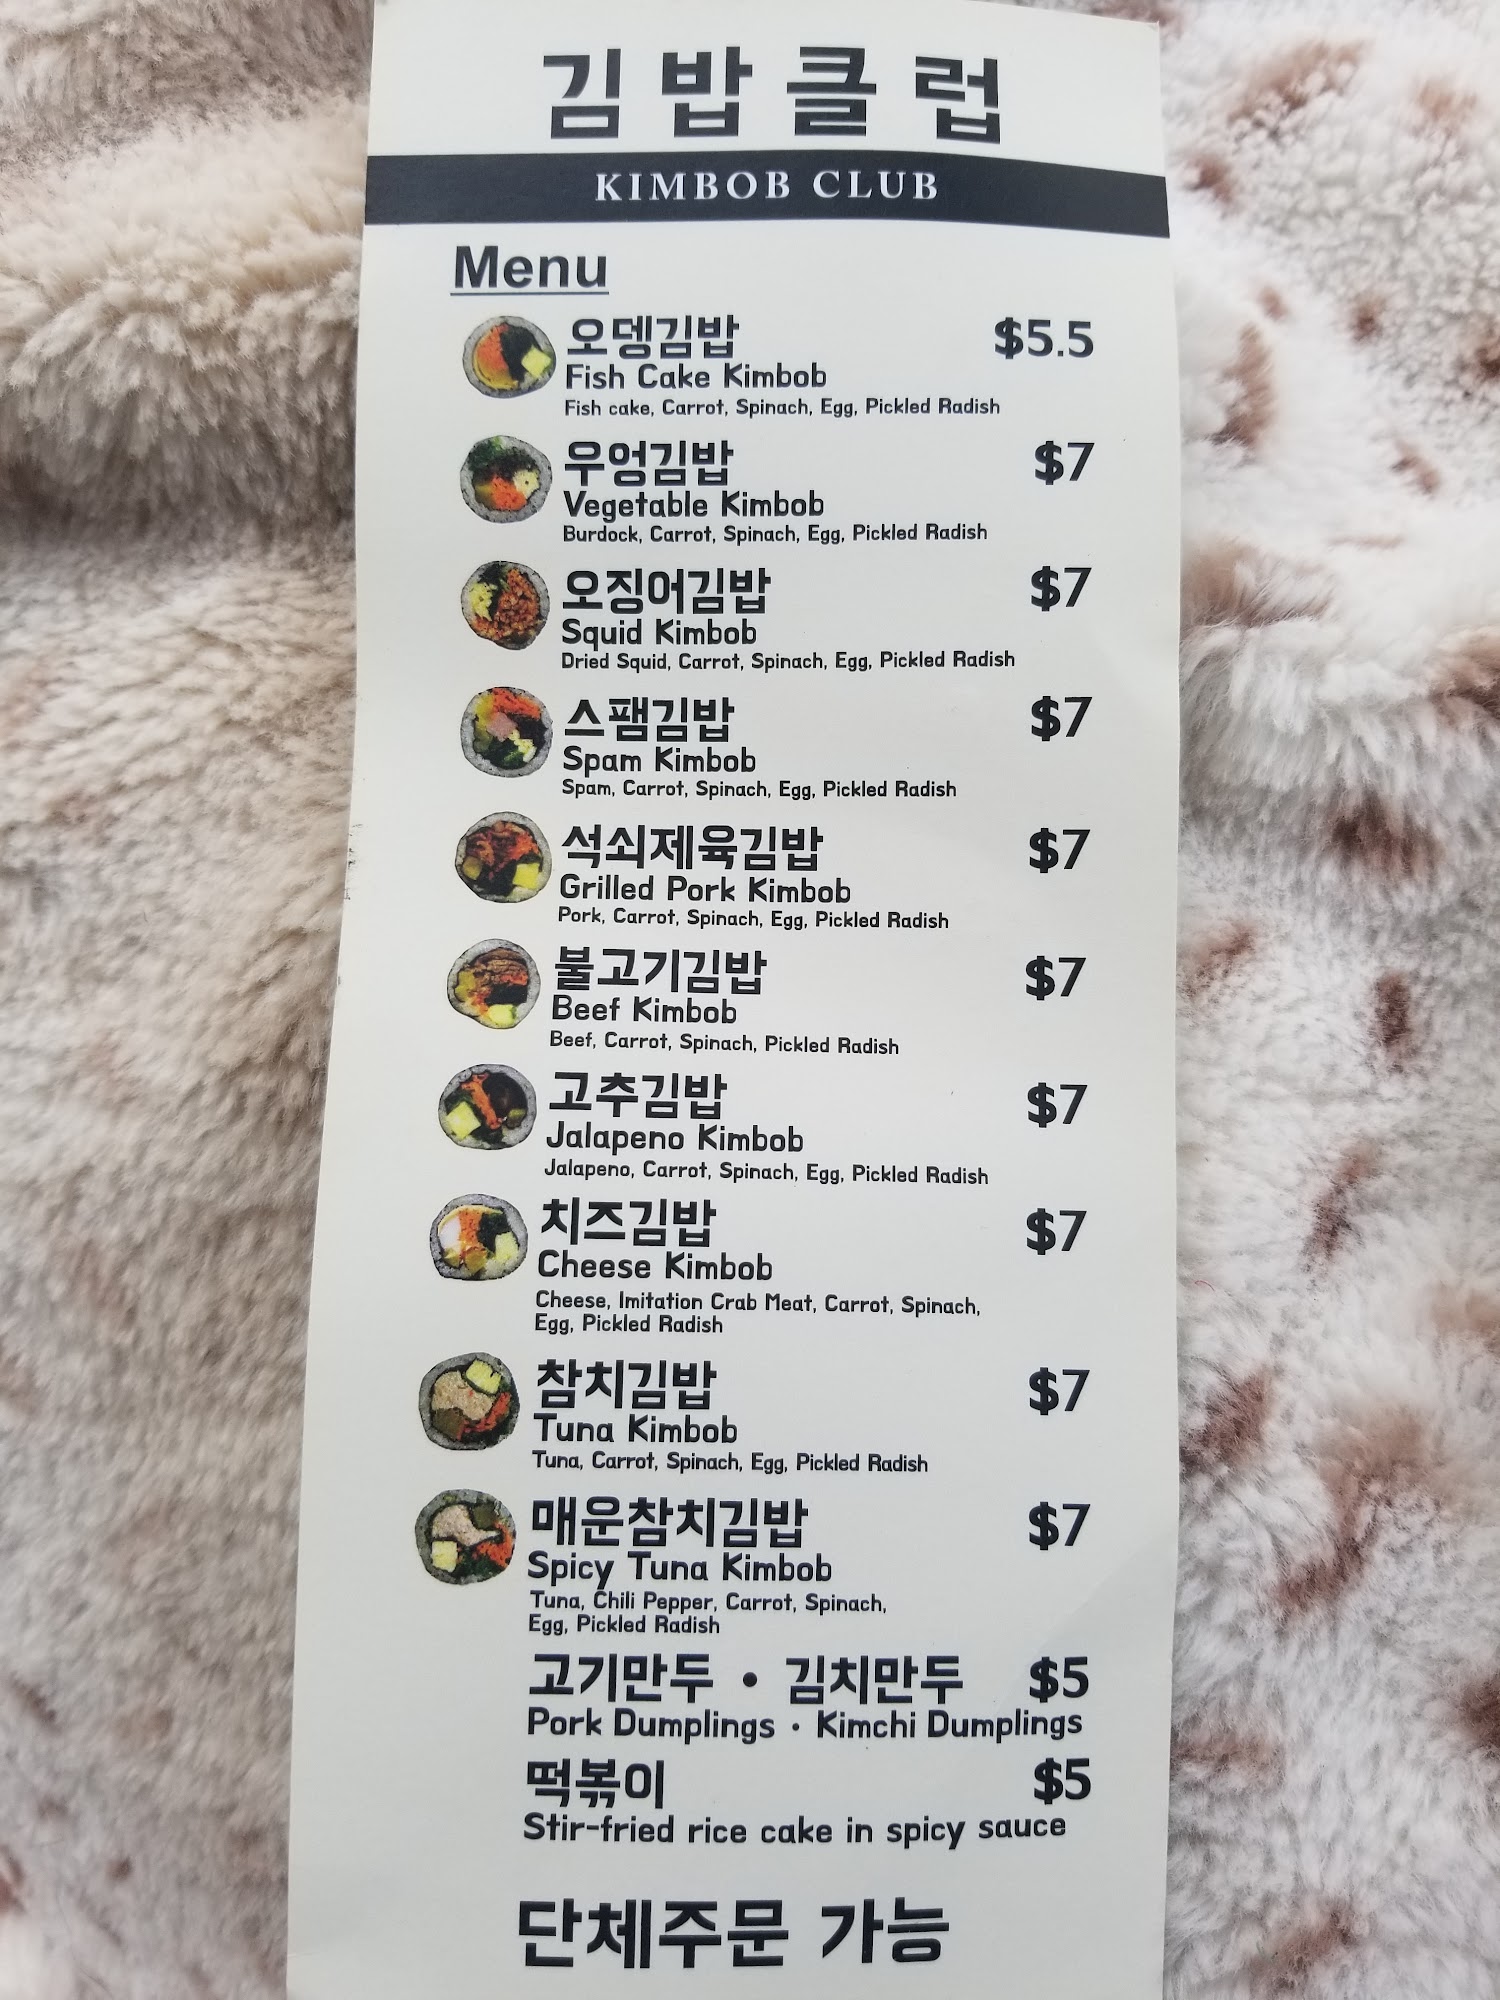 김밥클럽
KIMBOB CLUB
Menu
오뎅김밥 $5.5
Fish Cake Kimbob
Fish cake, Carrot, Spinach, Egg, Pickled Radish
우엉김밥 $7
Vegetable Kimbob
Burdock, Carrot, Spinach, Egg, Pickled Radish
오징어김밥 $7
Squid Kimbob
Dried Squid, Carrot, Spinach, Egg, Pickled Radish
스팸김밥 $7
Spam Kimbob
Spam, Carrot, Spinach, Egg, Pickled Radish
석쇠제육김밥 $7
Grilled Pork Kimbob
Pork, Carrot, Spinach, Egg, Pickled Radish
불고기김밥 $7
Beef Kimbob
Beef, Carrot, Spinach, Pickled Radish
고추김밥 $7
Jalapeno Kimbob
Jalapeno, Carrot, Spinach, Egg, Pickled Radish
치즈김밥 $7
Cheese Kimbob
Cheese, Imitation Crab Meat, Carrot, Spinach,
Egg, Pickled Radish
참치김밥 $7
Tuna Kimbob
Tuna, Carrot, Spinach, Egg, Pickled Radish
매운참치김밥 $7
Spicy Tuna Kimbob
Tuna, Chili Pepper, Carrot, Spinach,
Egg, Pickled Radish
고기만두 • 김치만두 $5
Pork Dumplings • Kimchi Dumplings
떡볶이 $5
Stir-fried rice cake in spicy sauce
단체주문 가능